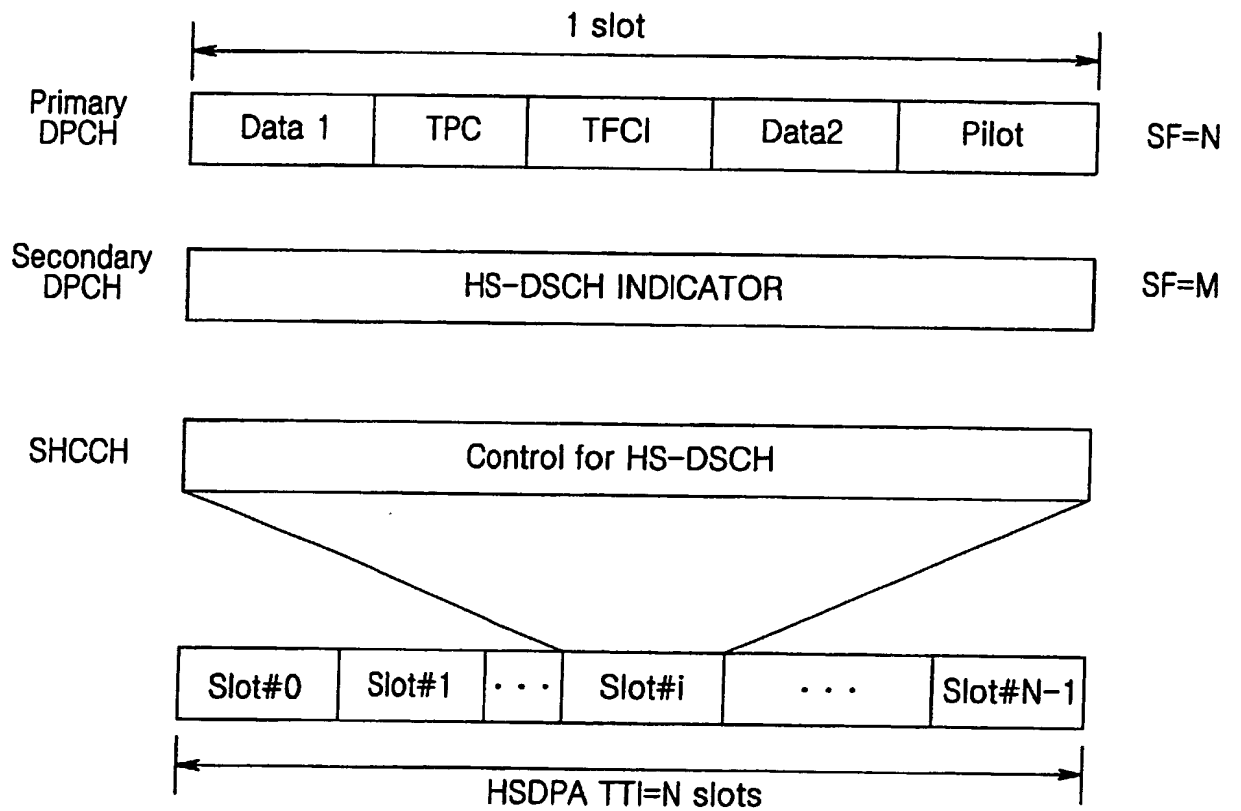 1 slot
Primary
DPCH
Data 1 TPC TFCI Data2 Pilot SF=N
Secondary
DPCH
HS-DSCH INDICATOR SF=M
SHCCH Control for HS-DSCH
Slot#0 Slot#1 ··· Slot#i ··· Slot#N-1
HSDPA TTI=N slots